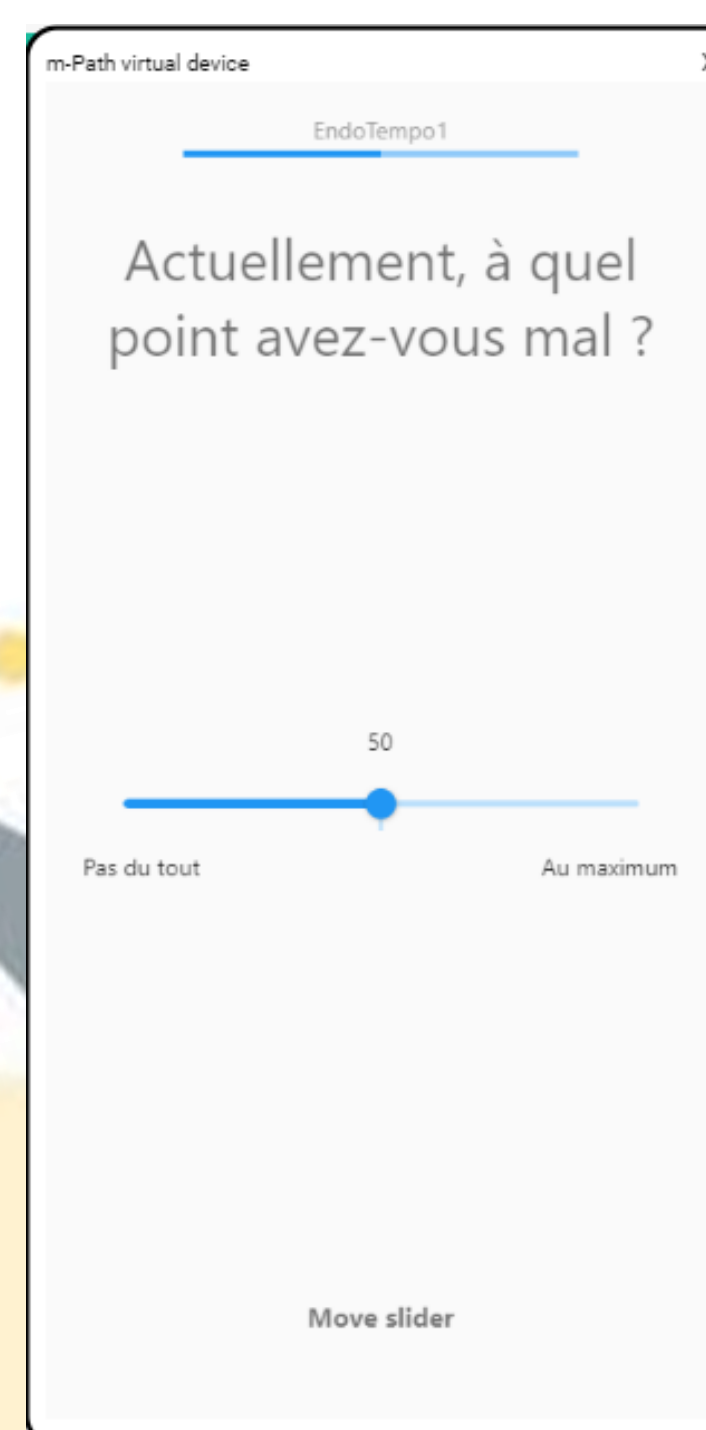 m-Path virtual device
EndoTempo1
Actuellement, à quel
point avez-vous mal ?
50
Pas du tout Au maximum
Move slider